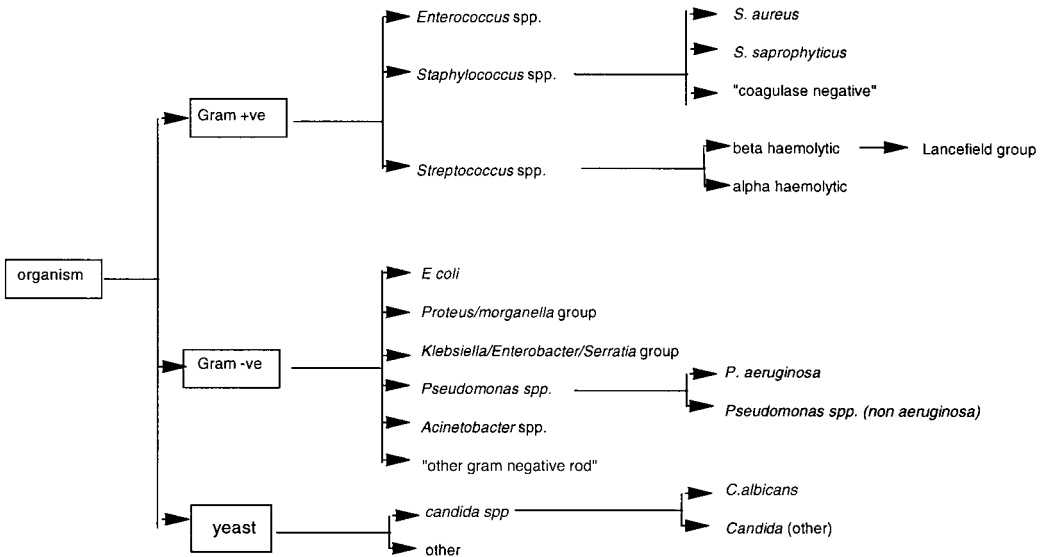 Enterococcus spp.
S. aureus
S. saprophyticus
Staphylococcus spp.
"coagulase negative"
Gram +ve
beta haemolytic
Lancefield group
Streptococcus spp.
alpha haemolytic
organism
E coli
Proteus/morganella group
Klebsiella/Enterobacter/Serratia group
Gram -ve
P. aeruginosa
Pseudomonas spp.
Pseudomonas spp. (non aeruginosa)
Acinetobacter spp.
"other gram negative rod"
C.albicans
candida spp
yeast
Candida (other)
other